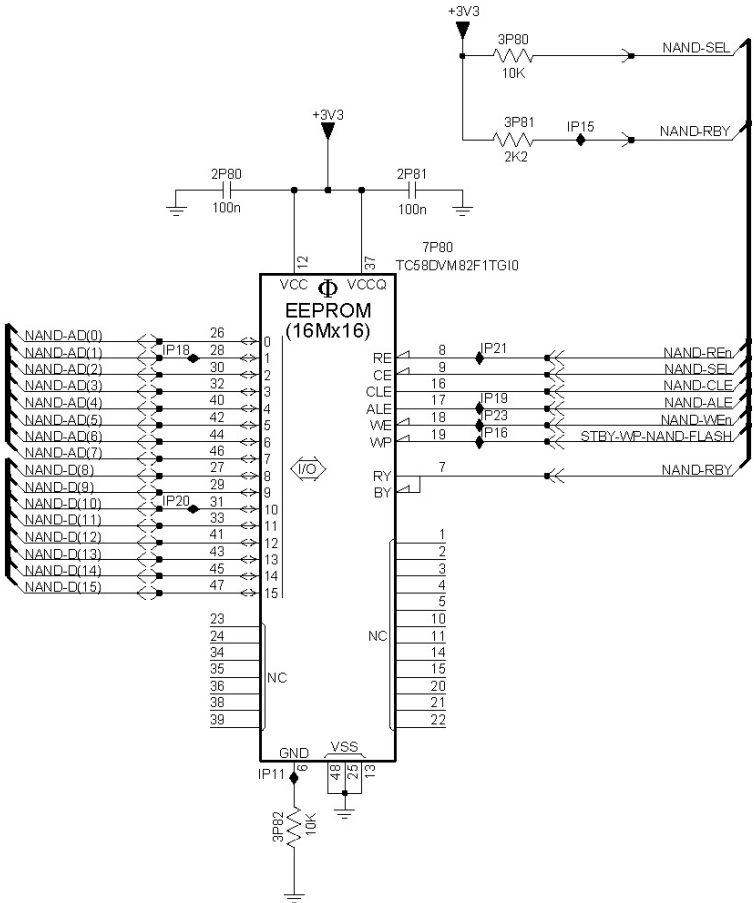 +3V3
3P80
10K
NAND-SEL
3P81
2K2
IP15
NAND-RBY
+3V3
2P80
100n
2P81
100n
7P80
TC58DVM82F1TGI0
12
37
VCC
Φ
VCCQ
EEPROM
(16Mx16)
NAND-AD(0) 26 0
NAND-AD(1) IP18 28 1
NAND-AD(2) 30 2
NAND-AD(3) 32 3
NAND-AD(4) 40 4
NAND-AD(5) 42 5
NAND-AD(6) 44 6
NAND-AD(7) 46 7
NAND-D(8) 27 8
NAND-D(9) 29 9
NAND-D(10) IP20 31 10
NAND-D(11) 33 11
NAND-D(12) 41 12
NAND-D(13) 43 13
NAND-D(14) 45 14
NAND-D(15) 47 15
I/O
RE 8 IP21 NAND-REn
CE 9 NAND-SEL
CLE 16 NAND-CLE
ALE 17 IP19 NAND-ALE
WE 18 IP23 NAND-WEn
WP 19 IP16 STBY-WP-NAND-FLASH
RY 7 NAND-RBY
BY
1
2
3
4
5
10
NC 11
14
15
20
21
22
23
24
34
35
NC
36
38
39
GND
VSS
IP11
6
48
25
13
3P82
10K